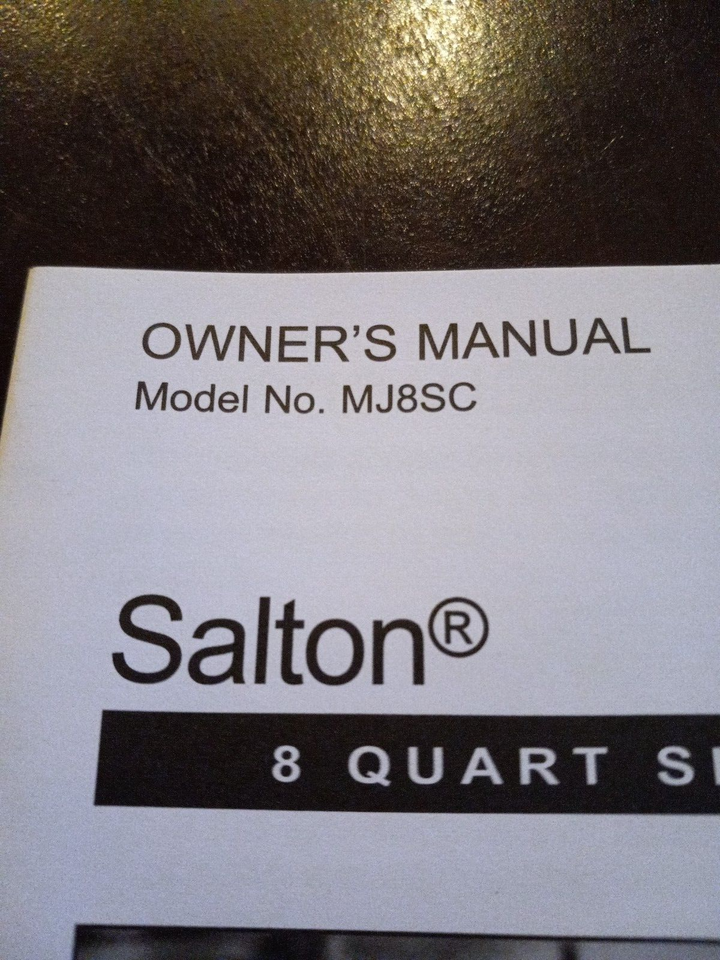 OWNER’S MANUAL
Model No. MJ8SC
Salton®
8 QUART